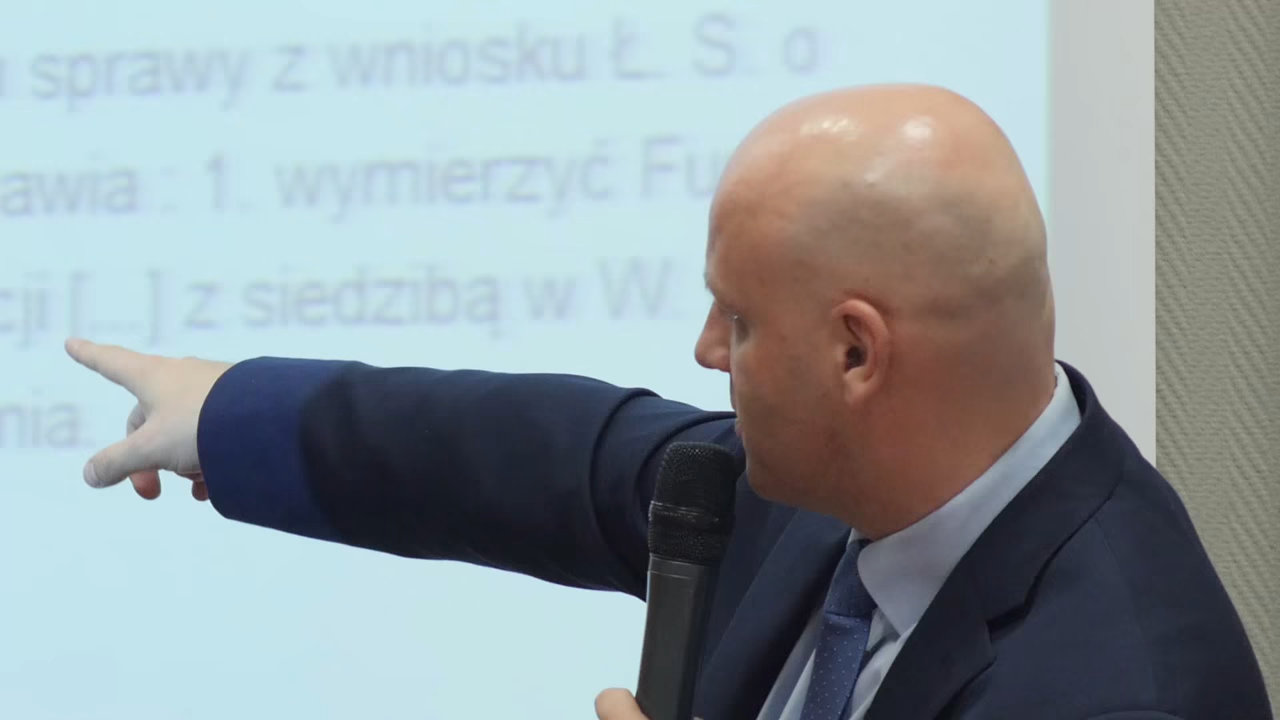 sprawy z wniosku Ł. S. o
awia : 1. wymierzyć Fu
cji [...] z siedzibą w W.
nia.